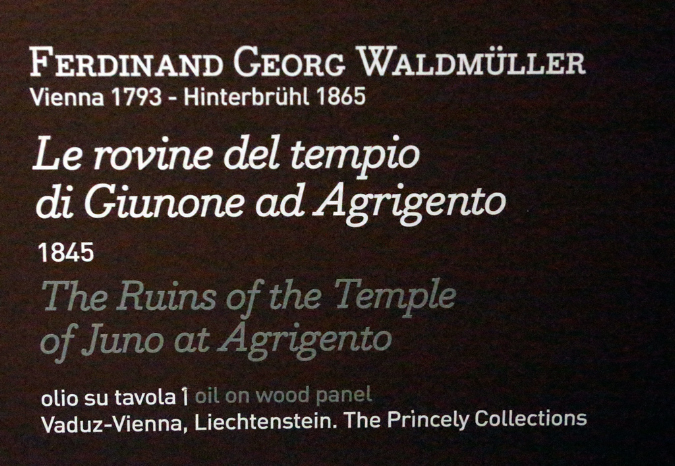 FERDINAND GEORG WALDMÜLLER
Vienna 1793 - Hinterbrühl 1865
Le rovine del tempio
di Giunone ad Agrigento
1845
The Ruins of the Temple
of Juno at Agrigento
olio su tavola | oil on wood panel
Vaduz-Vienna, Liechtenstein. The Princely Collections